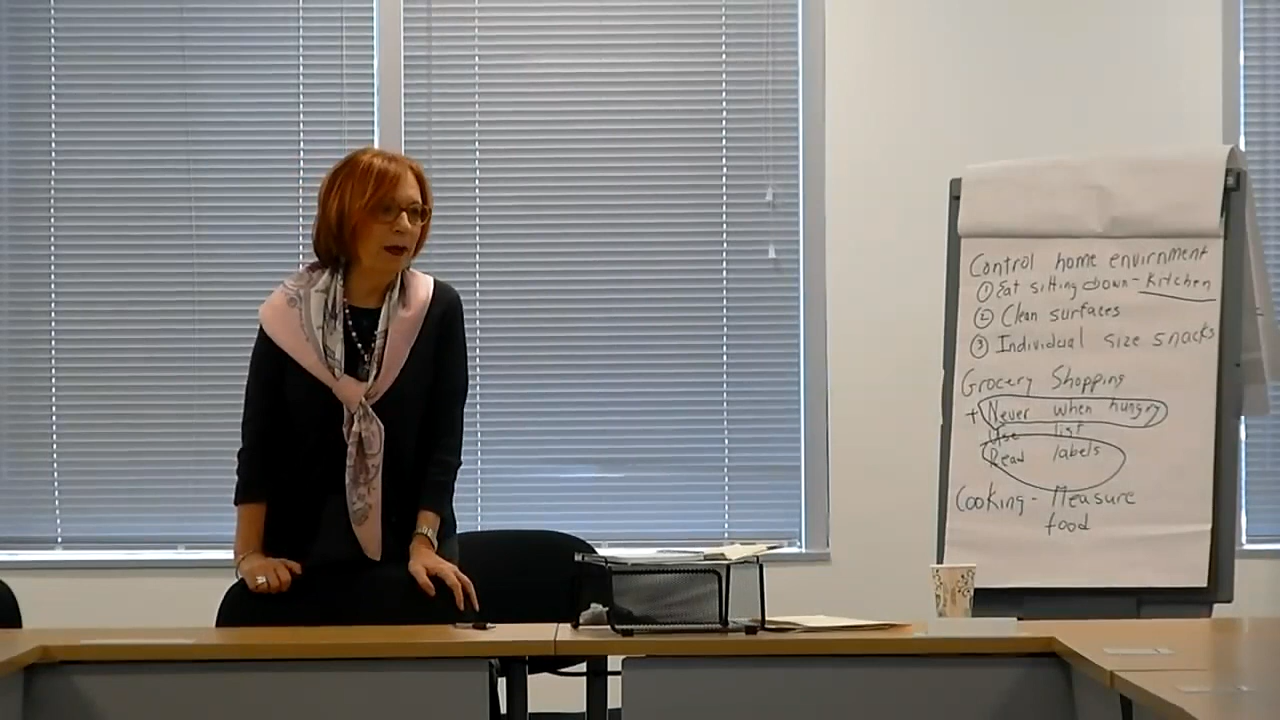 Control home envirnment
① Eat sitting down - Kitchen
② Clean surfaces
③ Individual size snacks
Grocery Shopping
+ Never when hungry
Use list
Read labels
Cooking - Measure
food